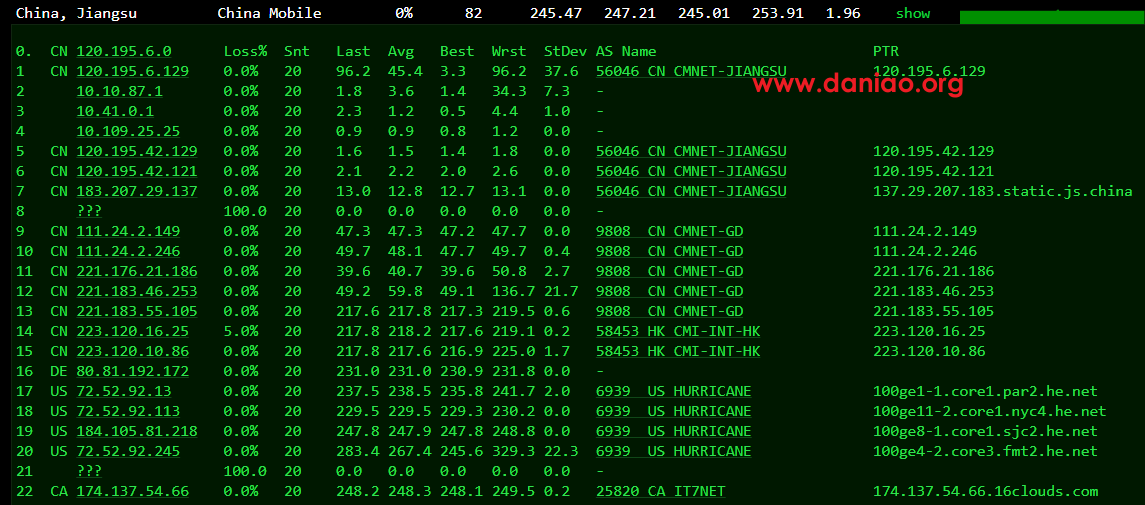 China, Jiangsu China Mobile 0% 82 245.47 247.21 245.01 253.91 1.96 show
0. CN 120.195.6.0 Loss% Snt Last Avg Best Wrst StDev AS Name PTR
1 CN 120.195.6.129 0.0% 20 96.2 45.4 3.3 96.2 37.6 56046 CN CMNET-JIANGSU 120.195.6.129
www.daniao.org
2 10.10.87.1 0.0% 20 1.8 3.6 1.4 34.3 7.3 -
3 10.41.0.1 0.0% 20 2.3 1.2 0.5 4.4 1.0 -
4 10.109.25.25 0.0% 20 0.9 0.9 0.8 1.2 0.0 -
5 CN 120.195.42.129 0.0% 20 1.6 1.5 1.4 1.8 0.0 56046 CN CMNET-JIANGSU 120.195.42.129
6 CN 120.195.42.121 0.0% 20 2.1 2.2 2.0 2.6 0.0 56046 CN CMNET-JIANGSU 120.195.42.121
7 CN 183.207.29.137 0.0% 20 13.0 12.8 12.7 13.1 0.0 56046 CN CMNET-JIANGSU 137.29.207.183.static.js.china
8 ??? 100.0 20 0.0 0.0 0.0 0.0 0.0 -
9 CN 111.24.2.149 0.0% 20 47.3 47.3 47.2 47.7 0.0 9808 CN CMNET-GD 111.24.2.149
10 CN 111.24.2.246 0.0% 20 49.7 48.1 47.7 49.7 0.4 9808 CN CMNET-GD 111.24.2.246
11 CN 221.176.21.186 0.0% 20 39.6 40.7 39.6 50.8 2.7 9808 CN CMNET-GD 221.176.21.186
12 CN 221.183.46.253 0.0% 20 49.2 59.8 49.1 136.7 21.7 9808 CN CMNET-GD 221.183.46.253
13 CN 221.183.55.105 0.0% 20 217.6 217.8 217.3 219.5 0.6 9808 CN CMNET-GD 221.183.55.105
14 CN 223.120.16.25 5.0% 20 217.8 218.2 217.6 219.1 0.2 58453 HK CMI-INT-HK 223.120.16.25
15 CN 223.120.10.86 0.0% 20 217.8 217.6 216.9 225.0 1.7 58453 HK CMI-INT-HK 223.120.10.86
16 DE 80.81.192.172 0.0% 20 231.0 231.0 230.9 231.8 0.0 -
17 US 72.52.92.13 0.0% 20 237.5 238.5 235.8 241.7 2.0 6939 US HURRICANE 100ge1-1.core1.par2.he.net
18 US 72.52.92.113 0.0% 20 229.5 229.5 229.3 230.2 0.0 6939 US HURRICANE 100ge11-2.core1.nyc4.he.net
19 US 184.105.81.218 0.0% 20 247.8 247.9 247.8 248.8 0.0 6939 US HURRICANE 100ge8-1.core1.sjc2.he.net
20 US 72.52.92.245 0.0% 20 283.4 267.4 245.6 329.3 22.3 6939 US HURRICANE 100ge4-2.core3.fmt2.he.net
21 ??? 100.0 20 0.0 0.0 0.0 0.0 0.0 -
22 CA 174.137.54.66 0.0% 20 248.2 248.3 248.1 249.5 0.2 25820 CA IT7NET 174.137.54.66.16clouds.com